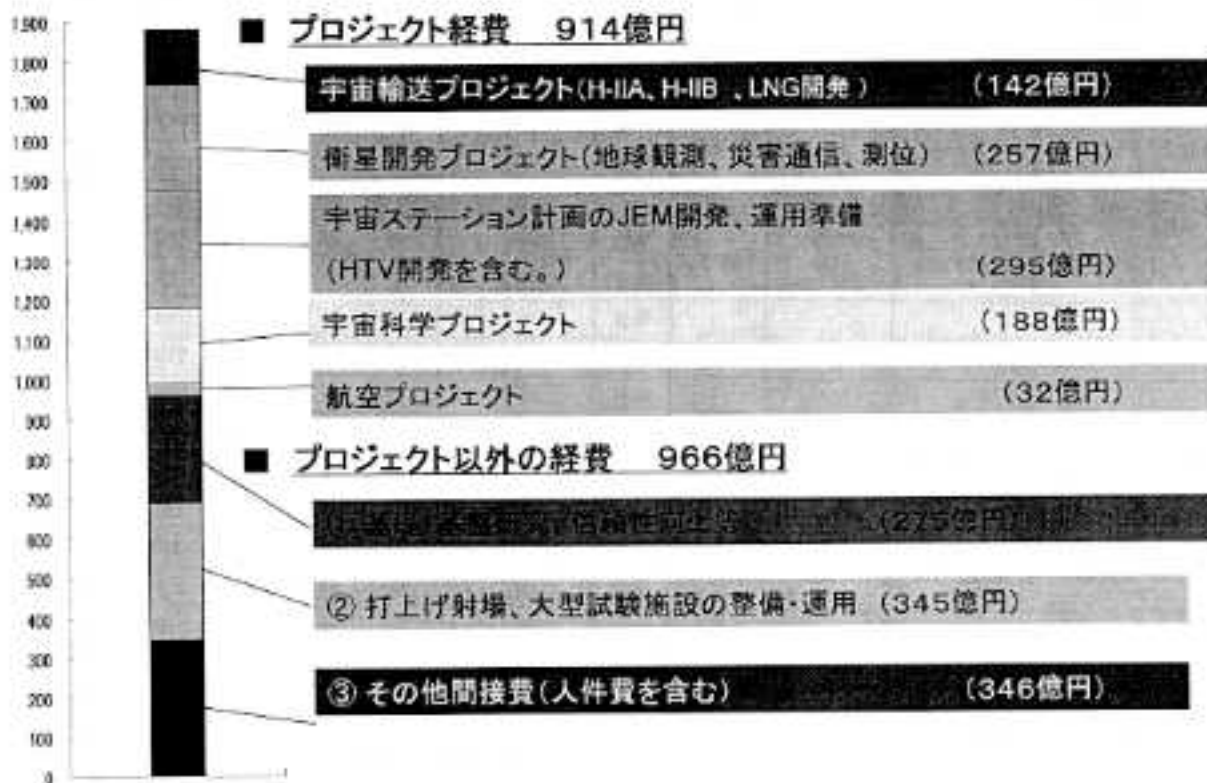 1,900
1,800
1,700
1,600
1,500
1,400
1,300
1,200
1,100
1,000
900
800
700
600
500
400
300
200
100
0
■ プロジェクト経費 914億円
宇宙輸送プロジェクト(H-IIA、H-IIB 、LNG開発 ) (142億円)
衛星開発プロジェクト(地球観測、災害通信、測位) (257億円)
宇宙ステーション計画のJEM開発、運用準備
(HTV開発を含む。) (295億円)
宇宙科学プロジェクト (188億円)
航空プロジェクト (32億円)
■ プロジェクト以外の経費 966億円
信頼性向上 (275億円)
② 打上げ射場、大型試験施設の整備・運用 (345億円)
③ その他間接費(人件費を含む) (346億円)